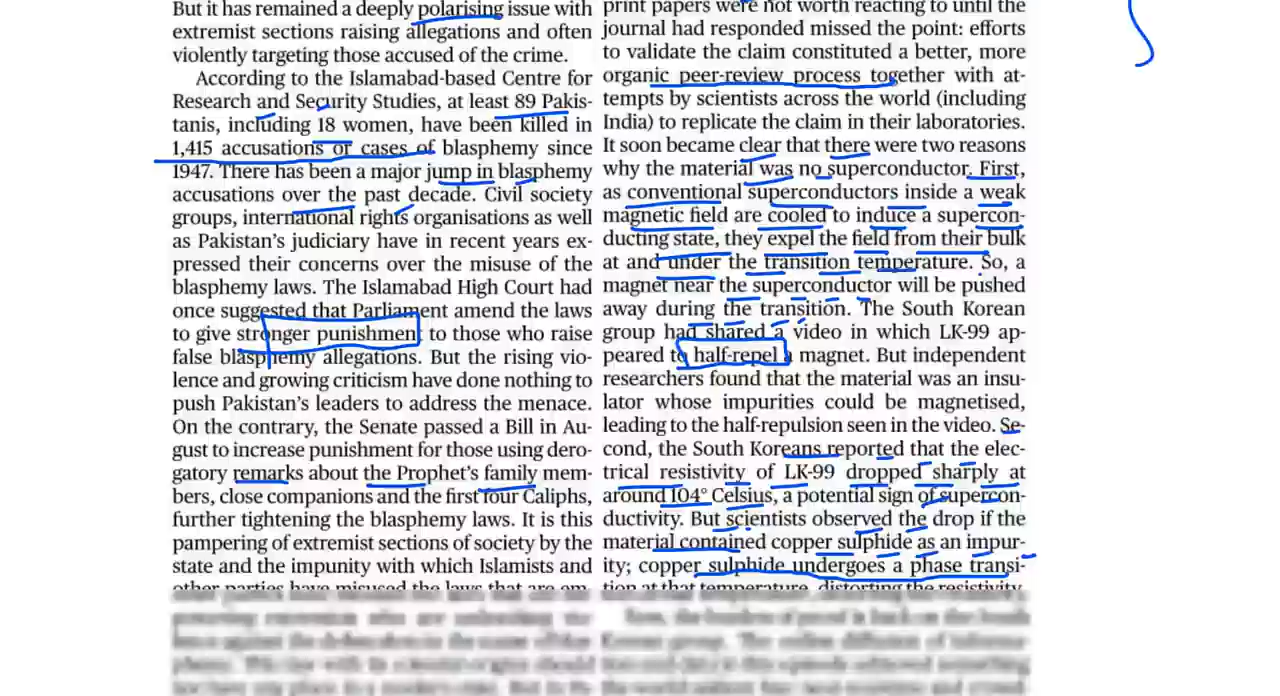 But it has remained a deeply polarising issue with
extremist sections raising allegations and often
violently targeting those accused of the crime.
According to the Islamabad-based Centre for
Research and Security Studies, at least 89 Pakis-
tanis, including 18 women, have been killed in
1,415 accusations or cases of blasphemy since
1947. There has been a major jump in blasphemy
accusations over the past decade. Civil society
groups, international rights organisations as well
as Pakistan's judiciary have in recent years ex-
pressed their concerns over the misuse of the
blasphemy laws. The Islamabad High Court had
once suggested that Parliament amend the laws
to give stronger punishment to those who raise
false blasphemy allegations. But the rising vio-
lence and growing criticism have done nothing to
push Pakistan's leaders to address the menace.
On the contrary, the Senate passed a Bill in Au-
gust to increase punishment for those using dero-
gatory remarks about the Prophet's family mem-
bers, close companions and the first four Caliphs,
further tightening the blasphemy laws. It is this
pampering of extremist sections of society by the
state and the impunity with which Islamists and
other parties have misused the laws that are em-
print papers were not worth reacting to until the
journal had responded missed the point: efforts
to validate the claim constituted a better, more
organic peer-review process together with at-
tempts by scientists across the world (including
India) to replicate the claim in their laboratories.
It soon became clear that there were two reasons
why the material was no superconductor. First,
as conventional superconductors inside a weak
magnetic field are cooled to induce a supercon-
ducting state, they expel the field from their bulk
at and under the transition temperature. So, a
magnet near the superconductor will be pushed
away during the transition. The South Korean
group had shared a video in which LK-99 ap-
peared to half-repel a magnet. But independent
researchers found that the material was an insu-
lator whose impurities could be magnetised,
leading to the half-repulsion seen in the video. Se-
cond, the South Koreans reported that the elec-
trical resistivity of LK-99 dropped sharply at
around 104° Celsius, a potential sign of supercon-
ductivity. But scientists observed the drop if the
material contained copper sulphide as an impur-
ity; copper sulphide undergoes a phase transi-
tion at that temperature, distorting the resistivity